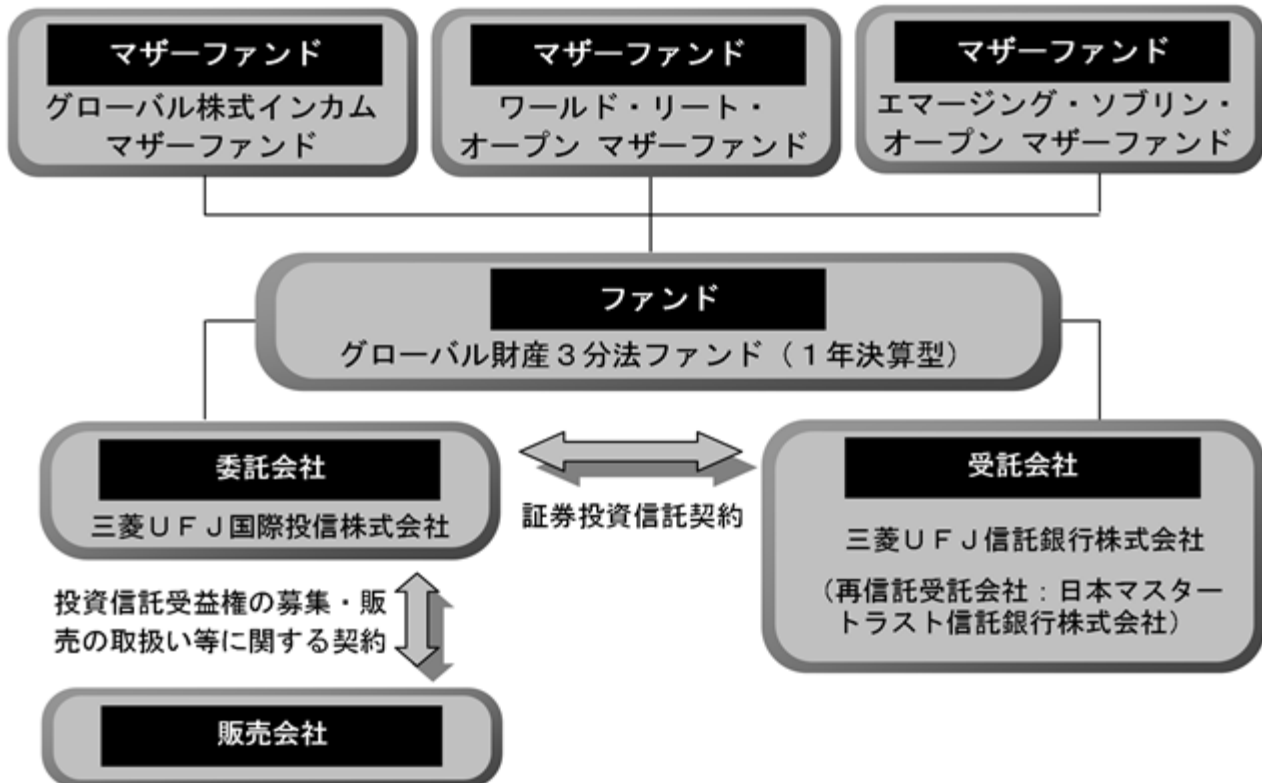 マザーファンド
グローバル株式インカム
マザーファンド
マザーファンド
ワールド・リート・
オープン マザーファンド
マザーファンド
エマージング・ソブリン・
オープン マザーファンド
ファンド
グローバル財産３分法ファンド（１年決算型）
委託会社
三菱ＵＦＪ国際投信株式会社
証券投資信託契約
受託会社
三菱ＵＦＪ信託銀行株式会社
（再信託受託会社：日本マスター
トラスト信託銀行株式会社）
投資信託受益権の募集・販
売の取扱い等に関する契約
販売会社